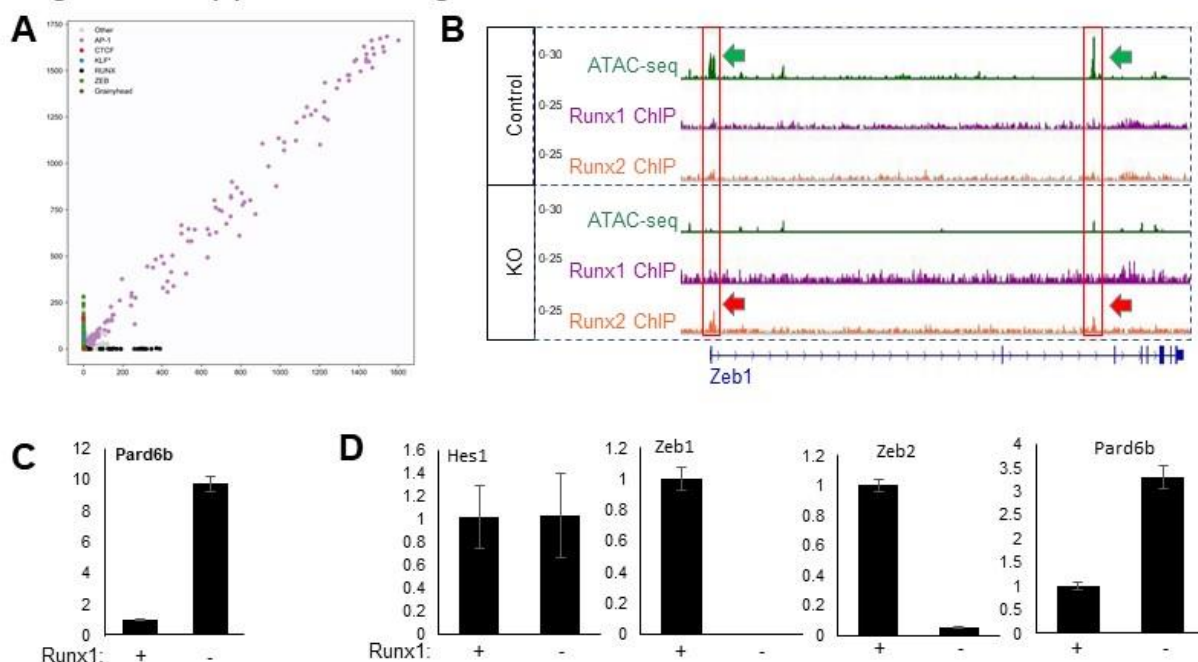 A
1750
1500
1250
1000
750
500
250
0
0 200 400 600 800 1000 1200 1400 1600
Other
AP-1
CTCF
KLF*
RUNX
ZEB
Grainyhead
B
Control
0-30
ATAC-seq
0-25
Runx1 ChIP
0-25
Runx2 ChIP
KO
0-30
ATAC-seq
0-25
Runx1 ChIP
0-25
Runx2 ChIP
Zeb1
C
Pard6b
12
10
8
6
4
2
0
Runx1: + -
D
Hes1
1.6
1.4
1.2
1
0.8
0.6
0.4
0.2
0
Runx1: + -
Zeb1
1.2
1
0.8
0.6
0.4
0.2
0
+ -
Zeb2
1.2
1
0.8
0.6
0.4
0.2
0
+ -
Pard6b
4
3.5
3
2.5
2
1.5
1
0.5
0
+ -